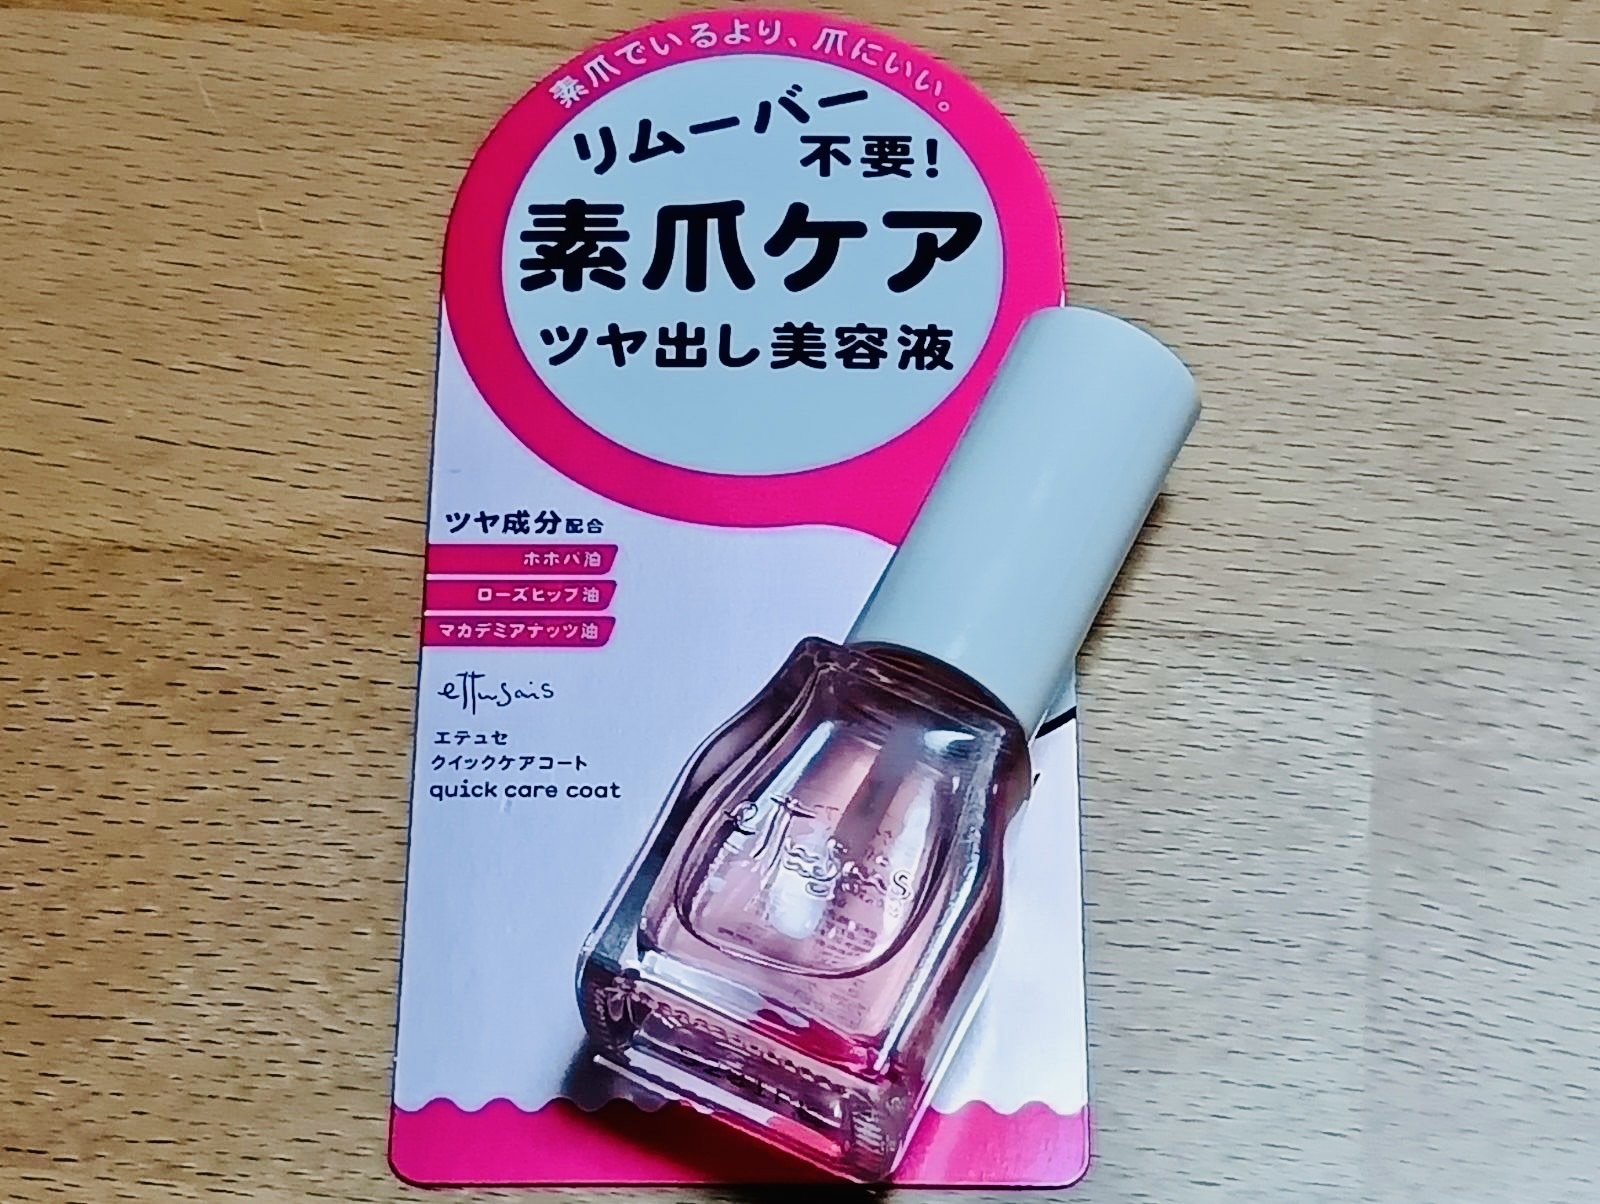 素爪でいるより、爪にいい。
リムーバー
不要!
素爪ケア
ツヤ出し美容液
ツヤ成分配合
ホホバ油
ローズヒップ油
マカデミアナッツ油
ettusais
エテュセ
クイックケアコート
quick care coat
ettusais